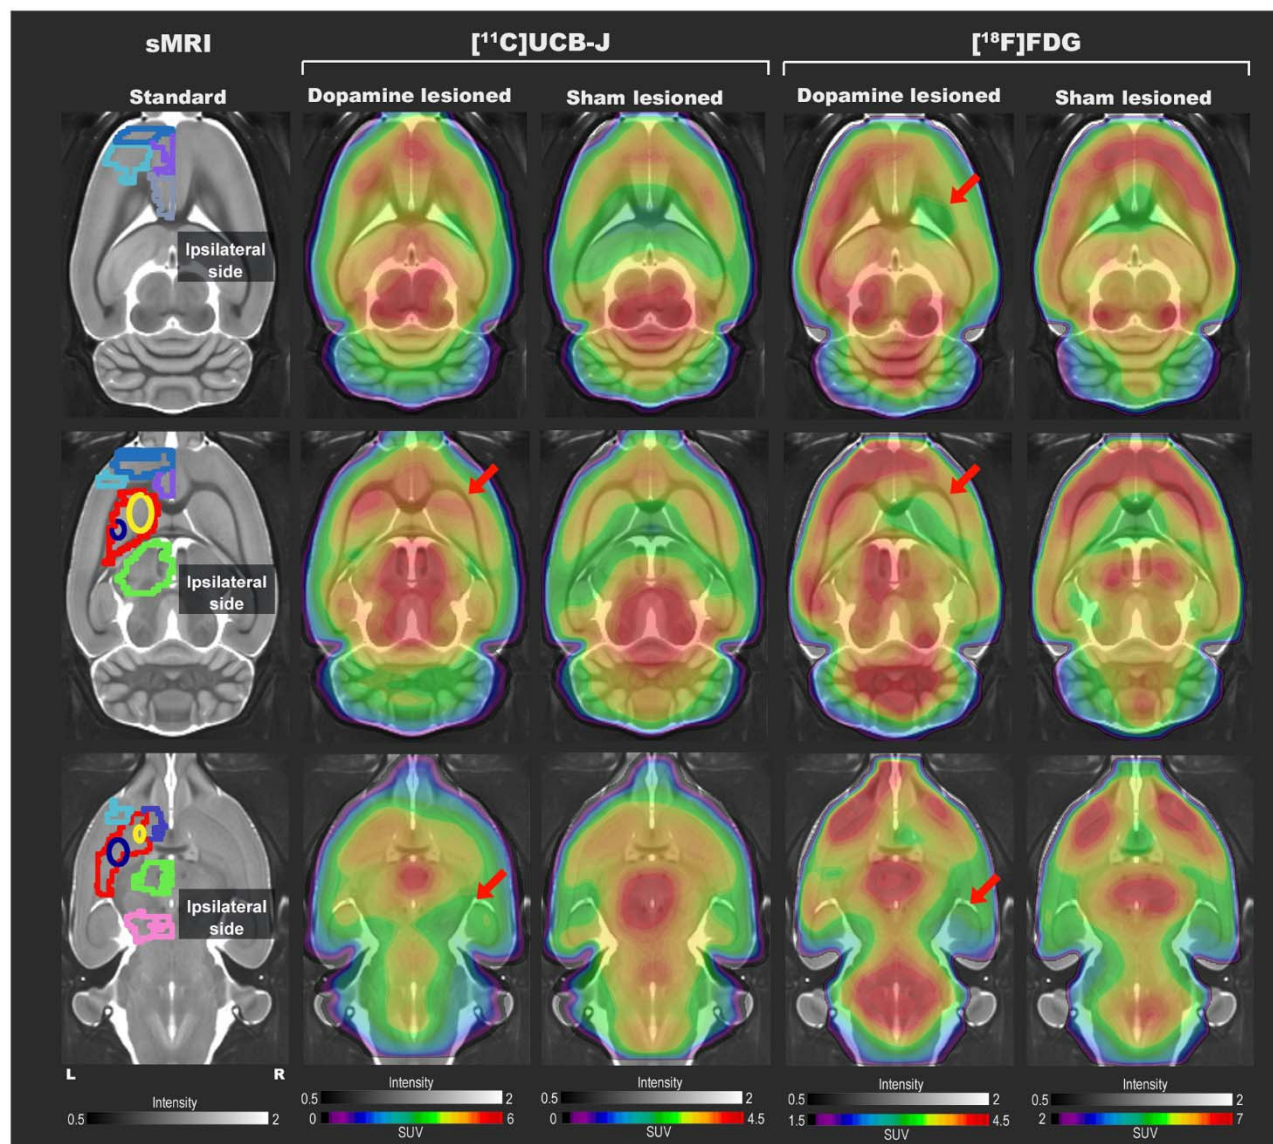 sMRI
[¹¹C]UCB-J
[¹⁸F]FDG
Standard
Dopamine lesioned
Sham lesioned
Dopamine lesioned
Sham lesioned
Ipsilateral
side
Ipsilateral
side
Ipsilateral
side
L R
Intensity
0.5 2
Intensity
0.5 2
0 6
SUV
Intensity
0.5 2
0 4.5
SUV
Intensity
0.5 2
1.5 4.5
SUV
Intensity
0.5 2
2 7
SUV